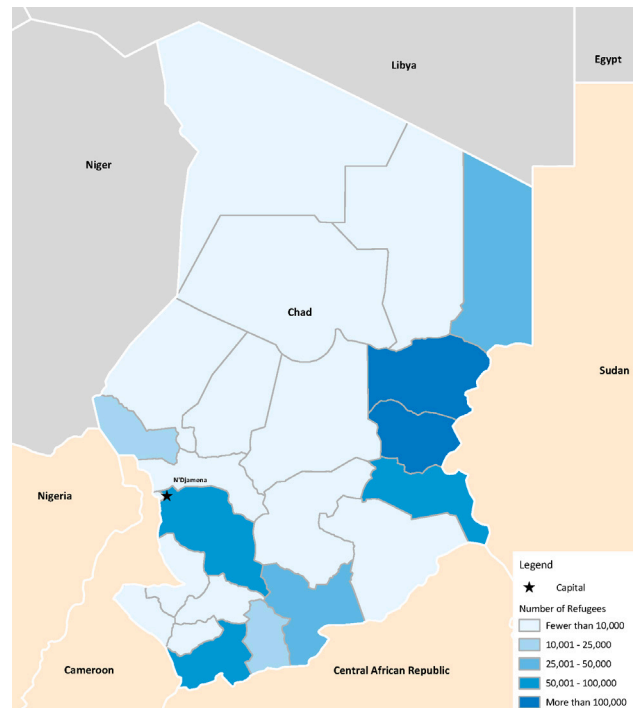 Libya
Egypt
Niger
Chad
Sudan
N'Djamena
Nigeria
Cameroon
Central African Republic
Legend
Capital
Number of Refugees
Fewer than 10,000
10,001 - 25,000
25,001 - 50,000
50,001 - 100,000
More than 100,000